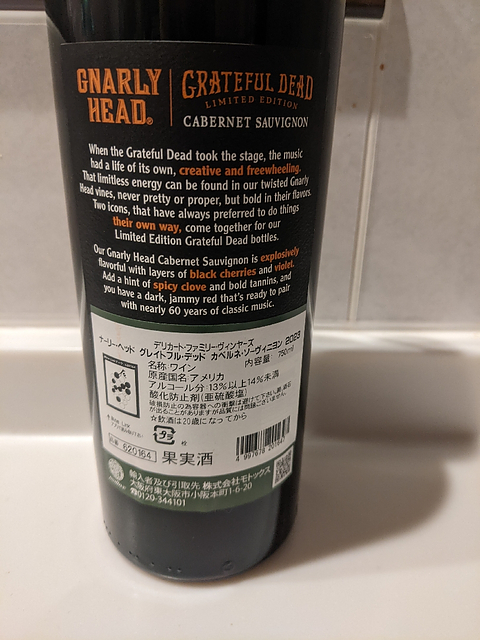 GNARLY HEAD®
GRATEFUL DEAD
LIMITED EDITION
CABERNET SAUVIGNON
When the Grateful Dead took the stage, the music
had a life of its own, creative and freewheeling.
That limitless energy can be found in our twisted Gnarly
Head vines, never pretty or proper, but bold in their flavors.
Two icons, that have always preferred to do things
their own way, come together for our
Limited Edition Grateful Dead bottles.
Our Gnarly Head Cabernet Sauvignon is explosively
flavorful with layers of black cherries and violet.
Add a hint of spicy clove and bold tannins, and
you have a dark, jammy red that's ready to pair
with nearly 60 years of classic music.
デリカート・ファミリー・ヴィンヤーズ
ナーリー・ヘッド グレイトフル・デッド カベルネ・ソーヴィニヨン 2023
名称 ワイン 内容量 750ml
原産国名 アメリカ
アルコール分 13%以上14%未満
酸化防止剤(亜硫酸塩)
☆飲酒は20歳になってから
品番 620164
果実酒
輸入者及び引取先 株式会社モトックス
大阪府東大阪市小阪本町1-6-20
☎0120-344101